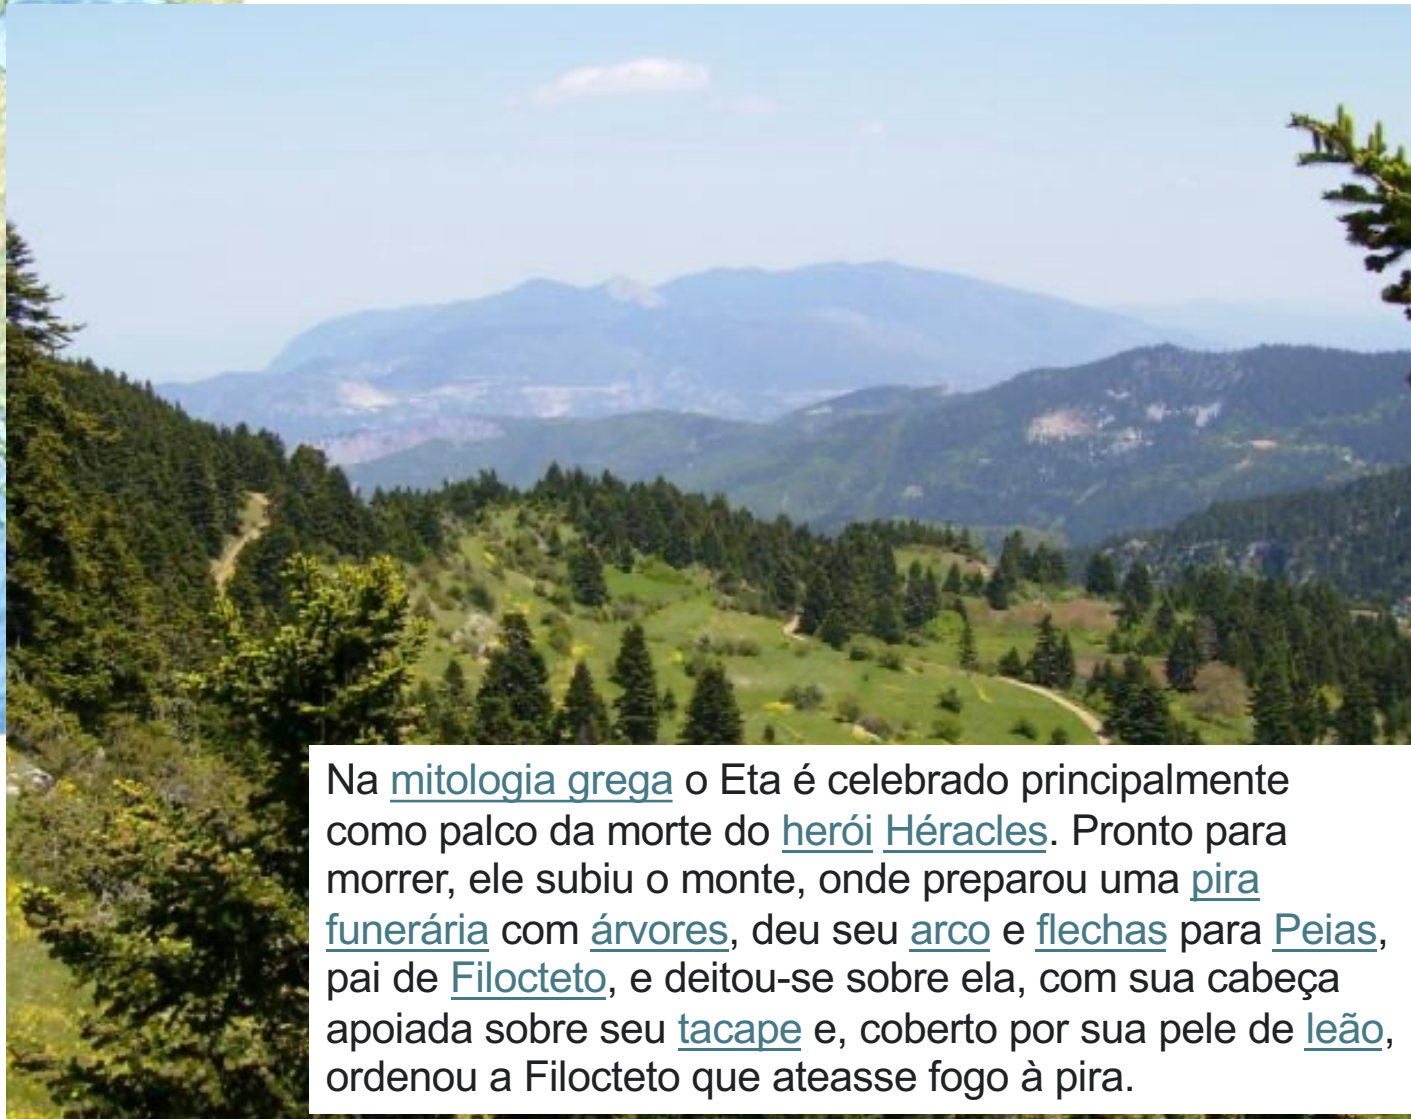 Na mitologia grega o Eta é celebrado principalmente
como palco da morte do herói Héracles. Pronto para
morrer, ele subiu o monte, onde preparou uma pira
funerária com árvores, deu seu arco e flechas para Peias,
pai de Filocteto, e deitou-se sobre ela, com sua cabeça
apoiada sobre seu tacape e, coberto por sua pele de leão,
ordenou a Filocteto que ateasse fogo à pira.